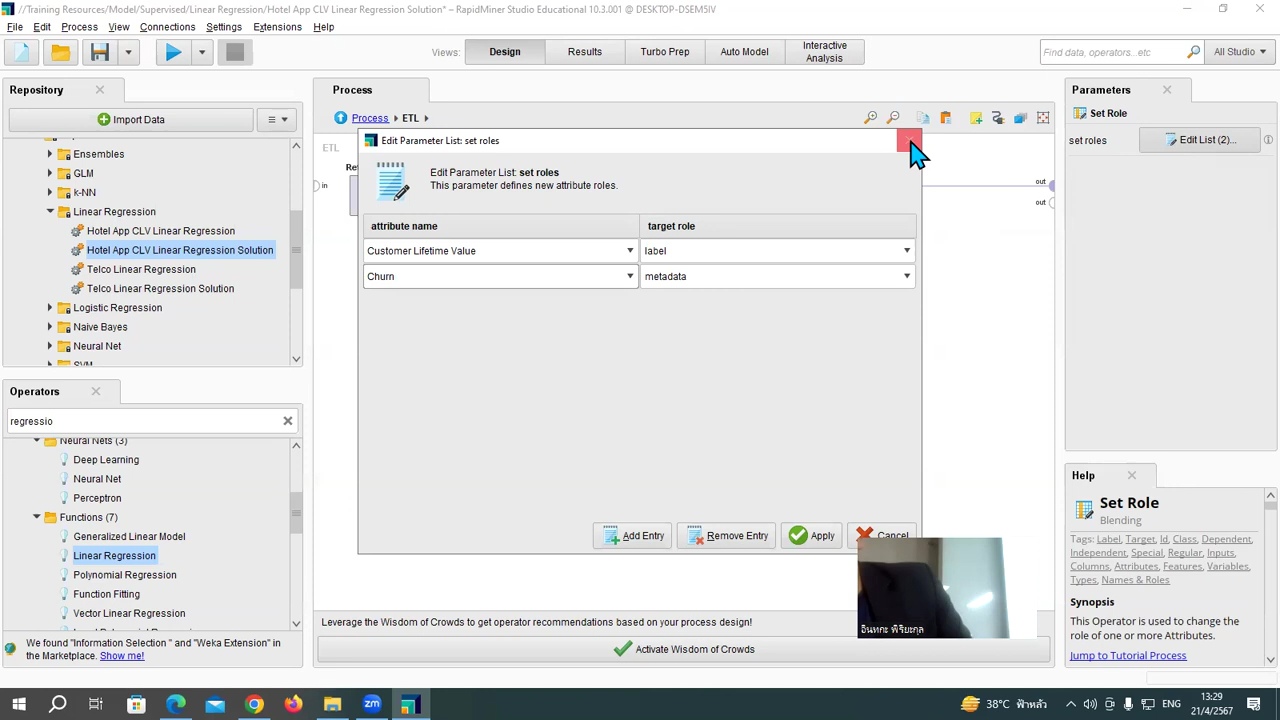 //Training Resources/Model/Supervised/Linear Regression/Hotel App CLV Linear Regression Solution* – RapidMiner Studio Educational 10.3.001 @ DESKTOP-DSEM5IV
File Edit Process View Connections Settings Extensions Help
Views: Design Results Turbo Prep Auto Model Interactive Analysis
Find data, operators...etc All Studio
Repository
Import Data
Ensembles
GLM
k-NN
Linear Regression
Hotel App CLV Linear Regression
Hotel App CLV Linear Regression Solution
Telco Linear Regression
Telco Linear Regression Solution
Logistic Regression
Naive Bayes
Neural Net
SVM
Operators
regressio
Neural Nets (3)
Deep Learning
Neural Net
Perceptron
Functions (7)
Generalized Linear Model
Linear Regression
Polynomial Regression
Function Fitting
Vector Linear Regression
We found "Information Selection " and "Weka Extension" in the Marketplace. Show me!
Process
Process ETL
ETL
in
out
out
Edit Parameter List: set roles
Edit Parameter List: set roles
This parameter defines new attribute roles.
attribute name target role
Customer Lifetime Value label
Churn metadata
Add Entry Remove Entry Apply Cancel
Leverage the Wisdom of Crowds to get operator recommendations based on your process design!
Activate Wisdom of Crowds
Parameters
Set Role
set roles Edit List (2)...
Help
Set Role
Blending
Tags: Label, Target, Id, Class, Dependent,
Independent, Special, Regular, Inputs,
Columns, Attributes, Features, Variables,
Types, Names & Roles
Synopsis
This Operator is used to change
the role of one or more Attributes.
Jump to Tutorial Process
38°C ฟ้าหลัว
ENG
13:29
21/4/2567